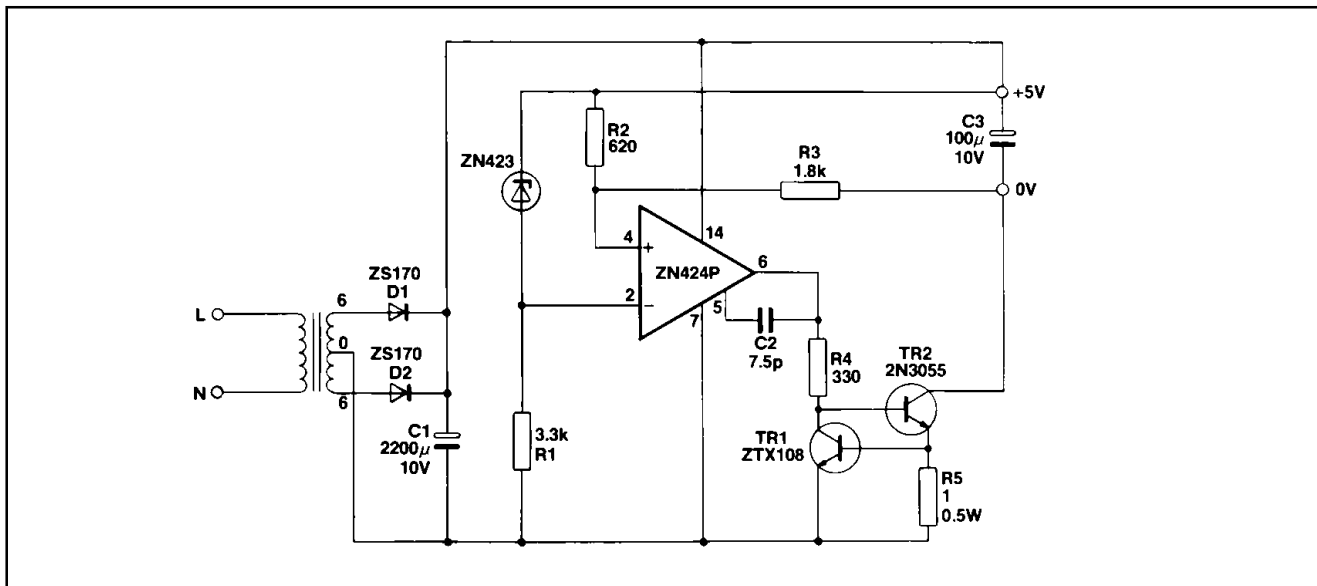 +5V
C3
100μ
10V
R2
620
R3
1.8k
ZN423
0V
14
4
+
ZN424P
6
2
−
5
7
ZS170
D1
6
L
0
C2
7.5p
R4
330
TR2
2N3055
ZS170
D2
N
6
C1
2200μ
10V
3.3k
R1
TR1
ZTX108
R5
1
0.5W